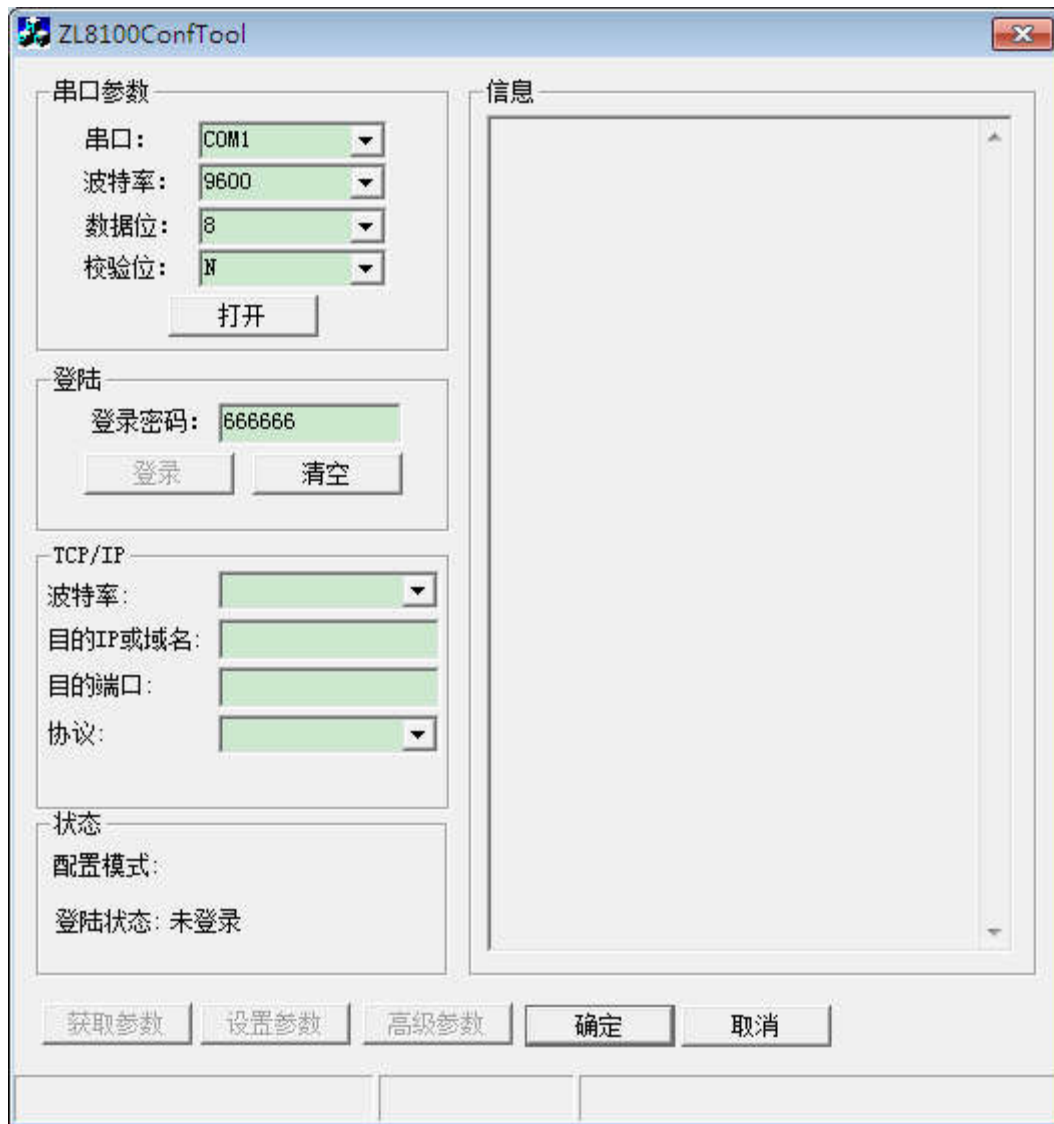 ZL8100ConfTool
串口参数
串口: COM1
波特率: 9600
数据位: 8
校验位: N
打开
登陆
登录密码: 666666
登录 清空
TCP/IP
波特率:
目的IP或域名:
目的端口:
协议:
状态
配置模式:
登陆状态: 未登录
信息
获取参数 设置参数 高级参数 确定 取消